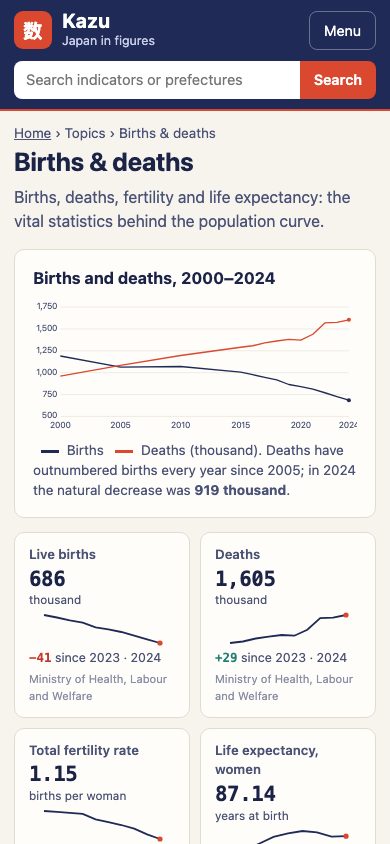 数
Kazu
Japan in figures
Menu
Search indicators or prefectures
Search
Home › Topics › Births & deaths
Births & deaths
Births, deaths, fertility and life expectancy: the
vital statistics behind the population curve.
Births and deaths, 2000–2024
1,750
1,500
1,250
1,000
750
500
2000
2005
2010
2015
2020
2024
Births Deaths (thousand). Deaths have
outnumbered births every year since 2005; in 2024
the natural decrease was 919 thousand.
Live births
686
thousand
−41 since 2023 · 2024
Ministry of Health, Labour
and Welfare
Deaths
1,605
thousand
+29 since 2023 · 2024
Ministry of Health, Labour
and Welfare
Total fertility rate
1.15
births per woman
Life expectancy,
women
87.14
years at birth